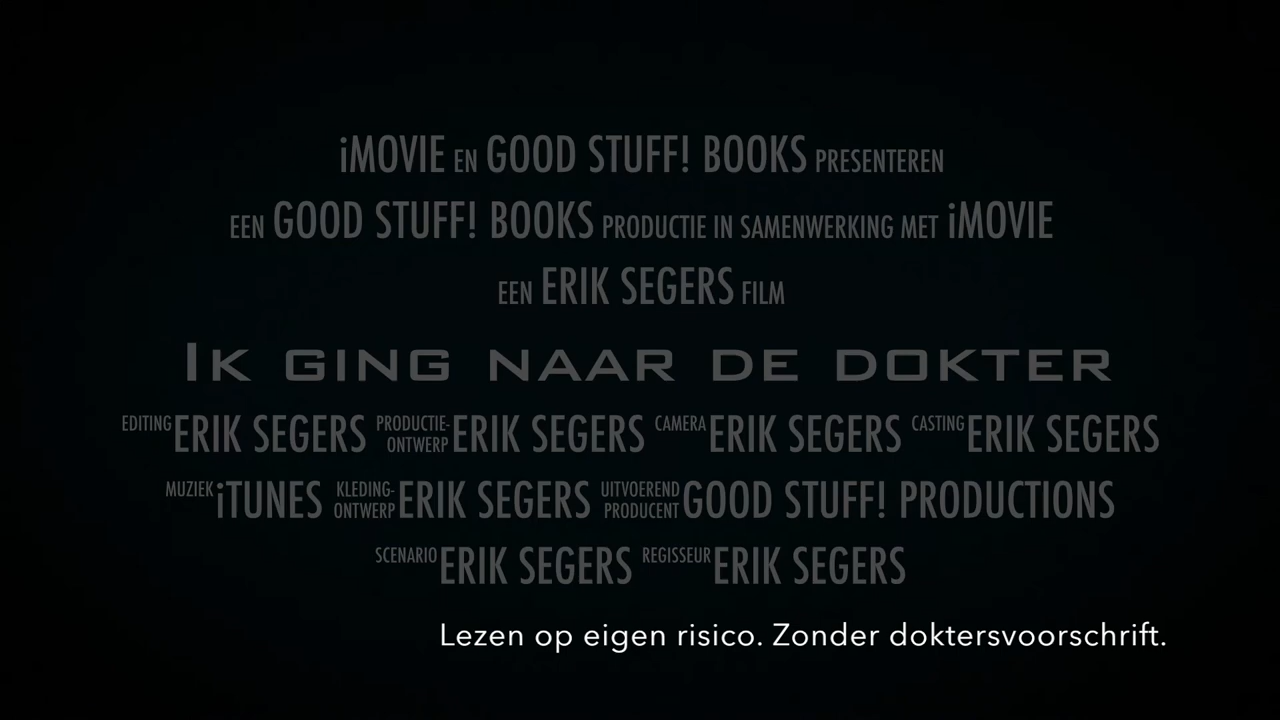 iMOVIE EN GOOD STUFF! BOOKS PRESENTEREN
EEN GOOD STUFF! BOOKS PRODUCTIE IN SAMENWERKING MET iMOVIE
EEN ERIK SEGERS FILM
IK GING NAAR DE DOKTER
EDITING ERIK SEGERS PRODUCTIE-ONTWERP ERIK SEGERS CAMERA ERIK SEGERS CASTING ERIK SEGERS
MUZIEK iTUNES KLEDING-ONTWERP ERIK SEGERS UITVOEREND PRODUCENT GOOD STUFF! PRODUCTIONS
SCENARIO ERIK SEGERS REGISSEUR ERIK SEGERS
Lezen op eigen risico. Zonder doktersvoorschrift.